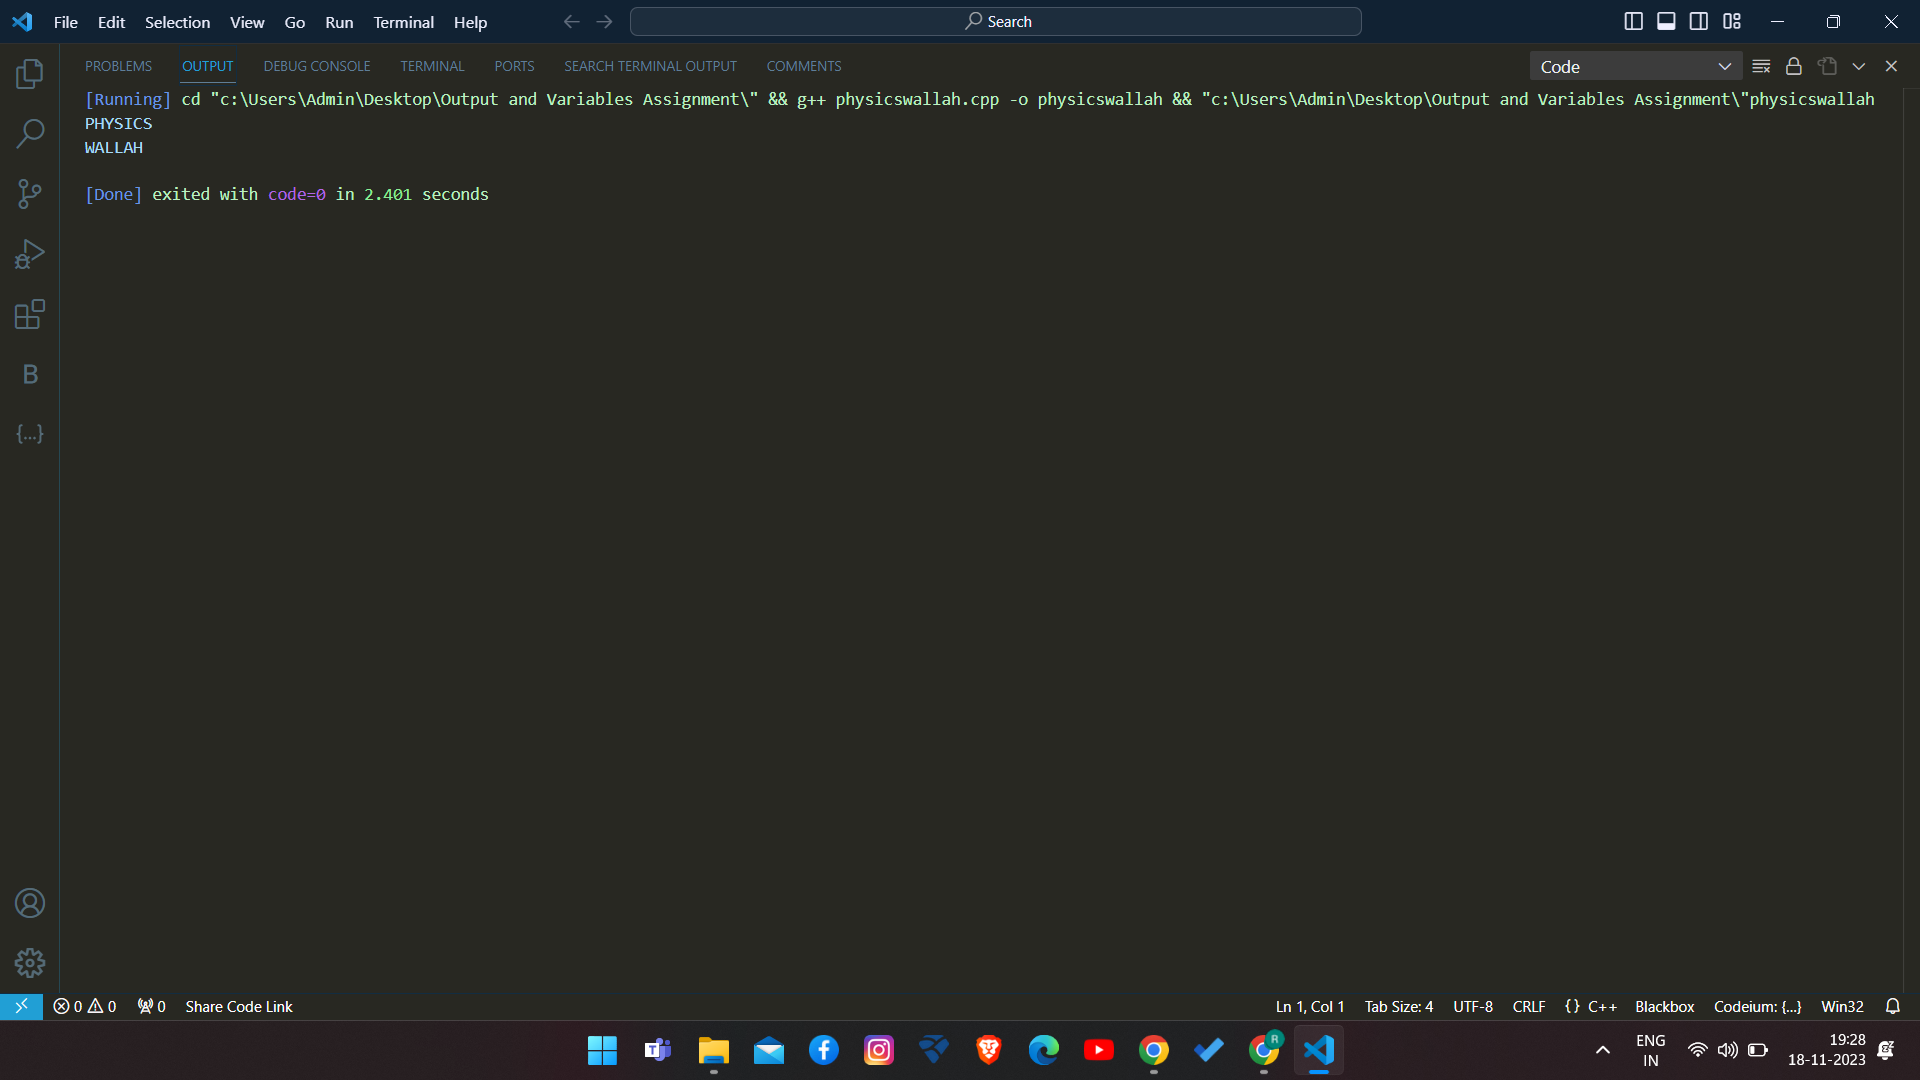 File Edit Selection View Go Run Terminal Help
Search
PROBLEMS OUTPUT DEBUG CONSOLE TERMINAL PORTS SEARCH TERMINAL OUTPUT COMMENTS
Code
[Running] cd "c:\Users\Admin\Desktop\Output and Variables Assignment\" && g++ physicswallah.cpp -o physicswallah && "c:\Users\Admin\Desktop\Output and Variables Assignment\"physicswallah
PHYSICS
WALLAH
[Done] exited with code=0 in 2.401 seconds
B
{...}
0 0 0 Share Code Link
Ln 1, Col 1 Tab Size: 4 UTF-8 CRLF {} C++ Blackbox Codeium: {...} Win32
R
ENG
IN
19:28
18-11-2023